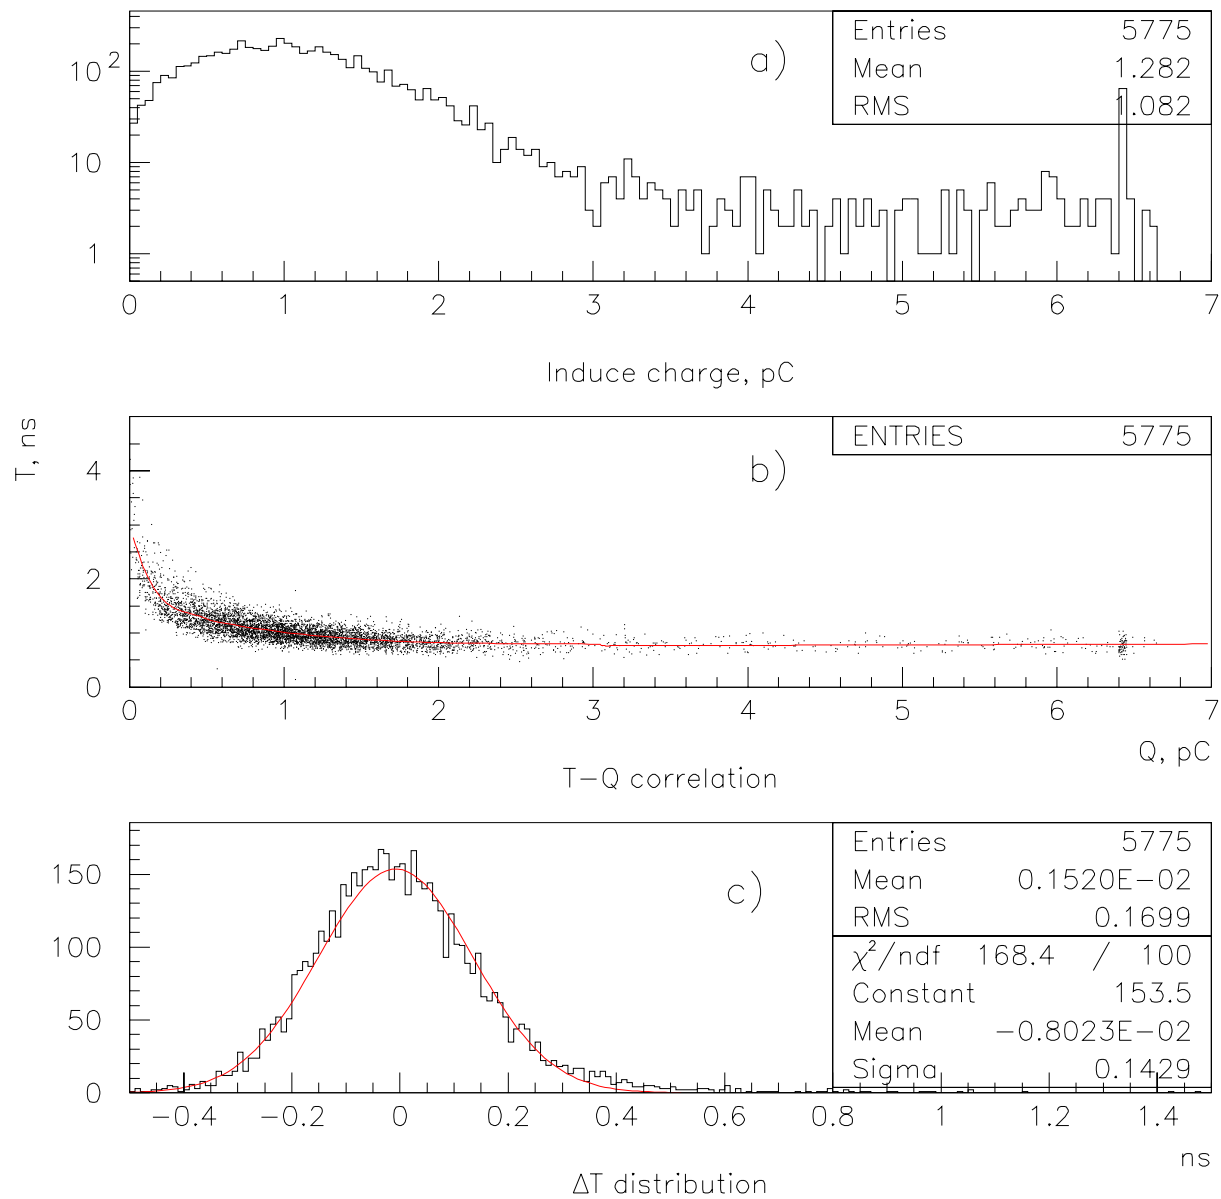 a)
Entries 5775
Mean 1.282
RMS 1.082
10²
10
1
0 1 2 3 4 5 6 7
Induce charge, pC
T, ns
b)
ENTRIES 5775
4
2
0
0 1 2 3 4 5 6 7
Q, pC
T−Q correlation
c)
Entries 5775
Mean 0.1520E−02
RMS 0.1699
χ²/ndf 168.4 / 100
Constant 153.5
Mean −0.8023E−02
Sigma 0.1429
150
100
50
0
−0.4 −0.2 0 0.2 0.4 0.6 0.8 1 1.2 1.4
ns
ΔT distribution